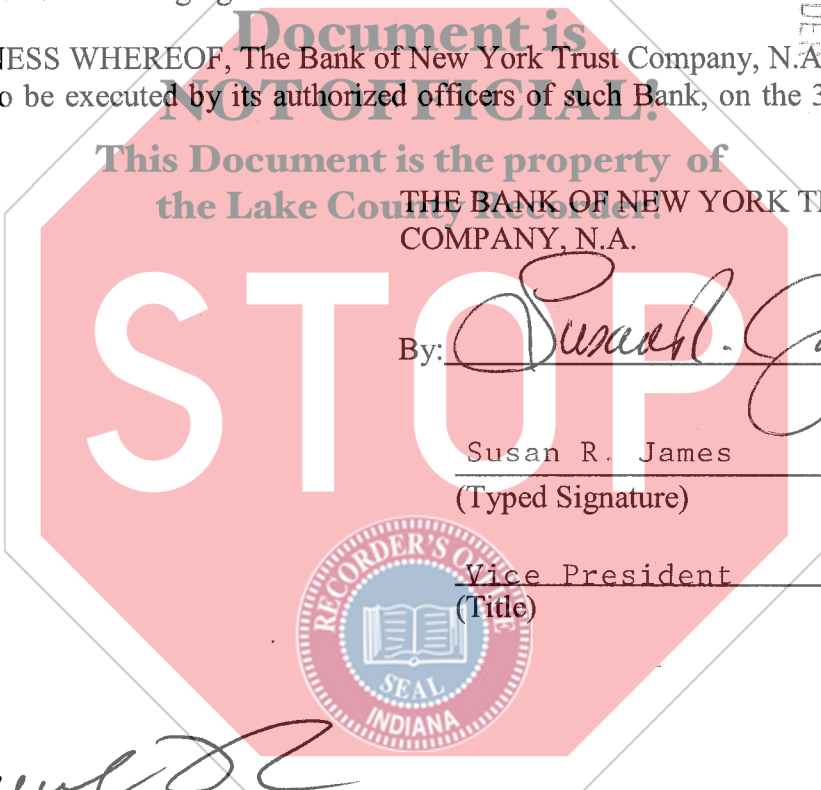 Document is
NESS WHEREOF, The Bank of New York Trust Company, N.A
o be executed by its authorized officers of such Bank, on the 3
NOT OFFICIAL!
This Document is the property of
the Lake County Recorder!
THE BANK OF NEW YORK T
COMPANY, N.A.
STOP
By: Susan R.
Susan R. James
(Typed Signature)
Vice President
(Title)
RECORDER'S OFFICE
SEAL
INDIANA